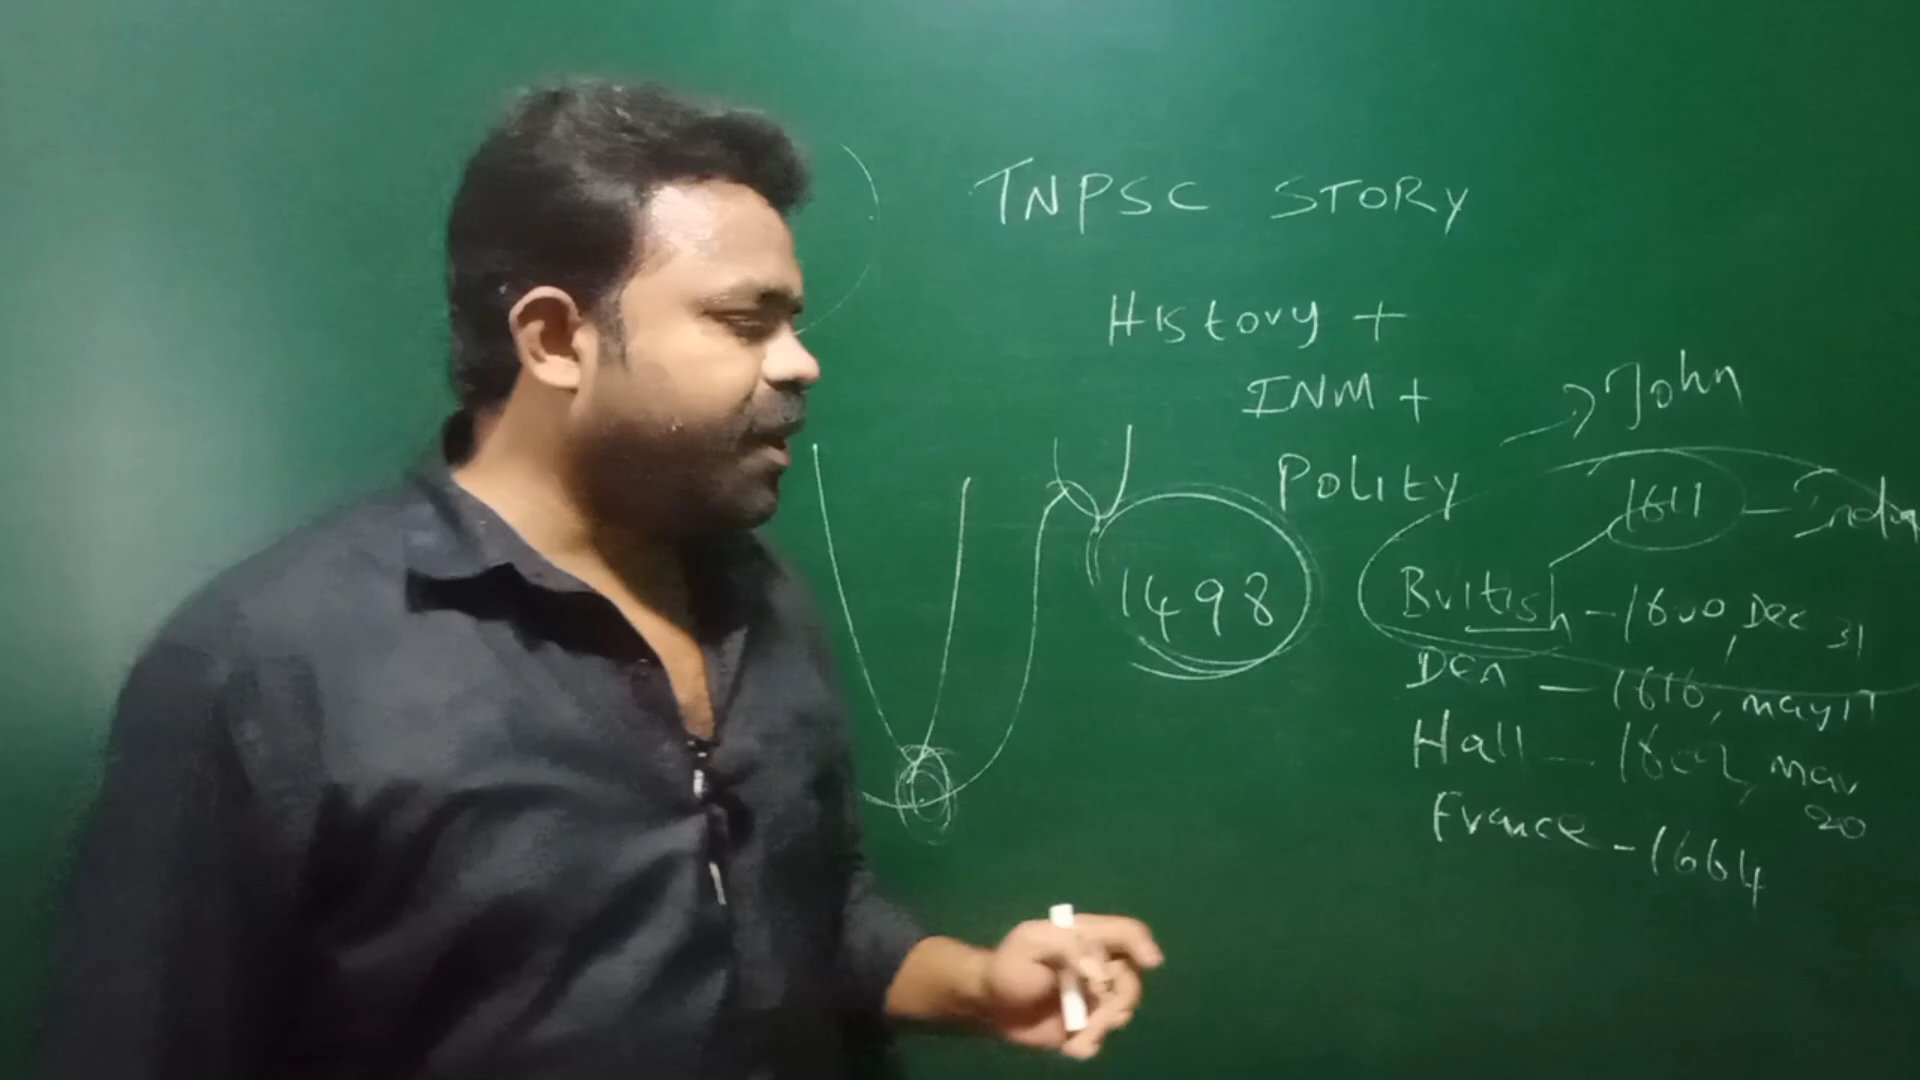 TNPSC STORY
History +
INM +
Polity
John
1611 - India
1498
British - 1600, Dec 31
Den - 1616, may 17
Hall - 1602, mar 20
France - 1664